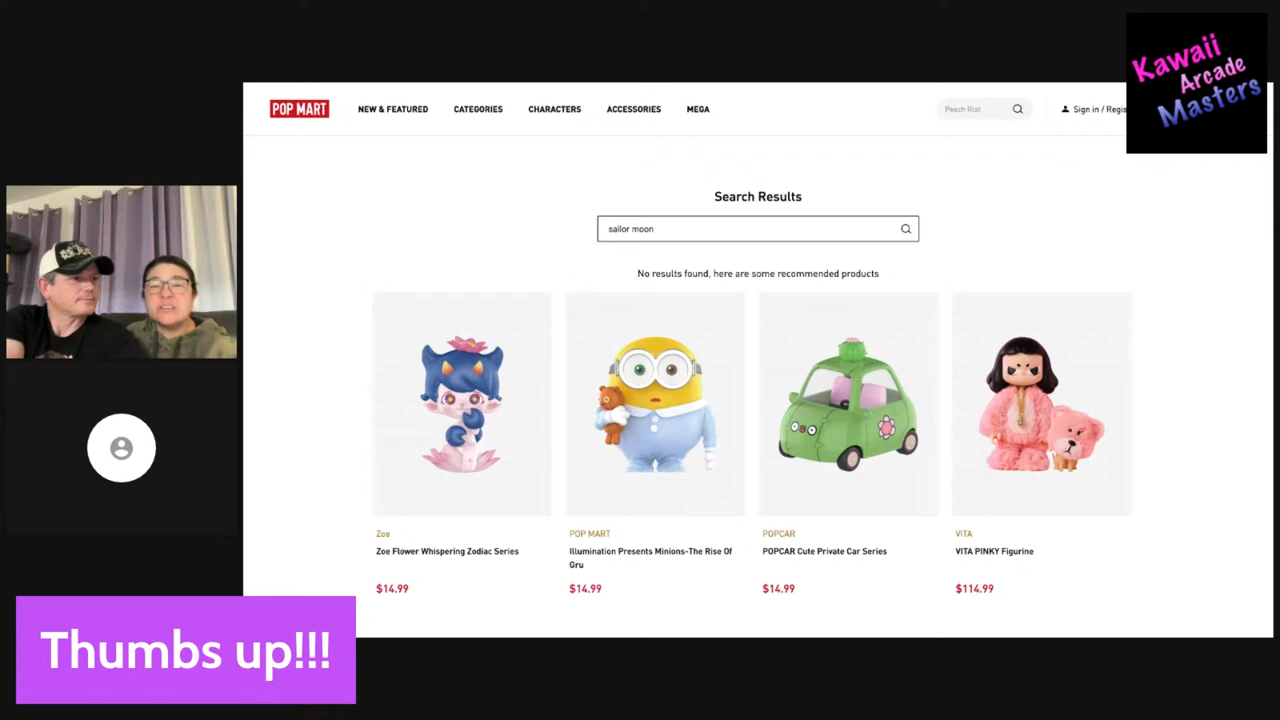 Kawaii
Arcade
Masters
POP MART
NEW & FEATURED
CATEGORIES
CHARACTERS
ACCESSORIES
MEGA
Peach Riot
Sign in / Regis
Search Results
sailor moon
No results found, here are some recommended products
Zoe
Zoe Flower Whispering Zodiac Series
$14.99
POP MART
Illumination Presents Minions-The Rise Of
Gru
$14.99
POPCAR
POPCAR Cute Private Car Series
$14.99
VITA
VITA PINKY Figurine
$114.99
Thumbs up!!!